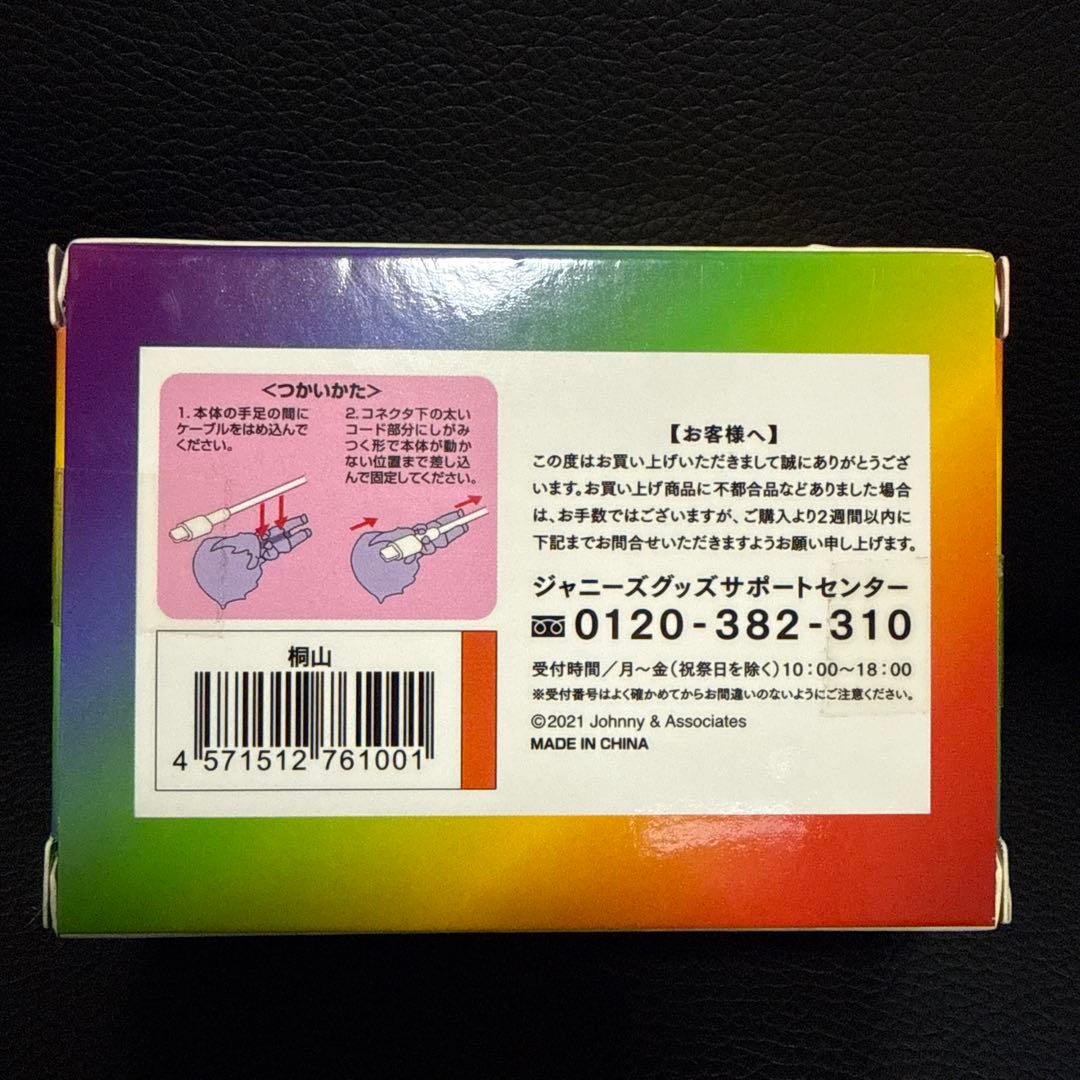 ＜つかいかた＞
1.本体の手足の間に
ケーブルをはめ込んで
ください。
2.コネクタ下の太い
コード部分にしがみ
つく形で本体が動か
ない位置まで差し込
んで固定してください。
桐山
4 571512 761001
【お客様へ】
この度はお買い上げいただきまして誠にありがとうござ
います。お買い上げ商品に不都合品などありました場合
は、お手数ではございますが、ご購入より2週間以内に
下記までお問合せいただきますようお願い申し上げます。
ジャニーズグッズサポートセンター
0120-382-310
受付時間／月～金（祝祭日を除く）10：00～18：00
※受付番号はよく確かめてからお間違いのないようにご注意ください。
©2021 Johnny & Associates
MADE IN CHINA